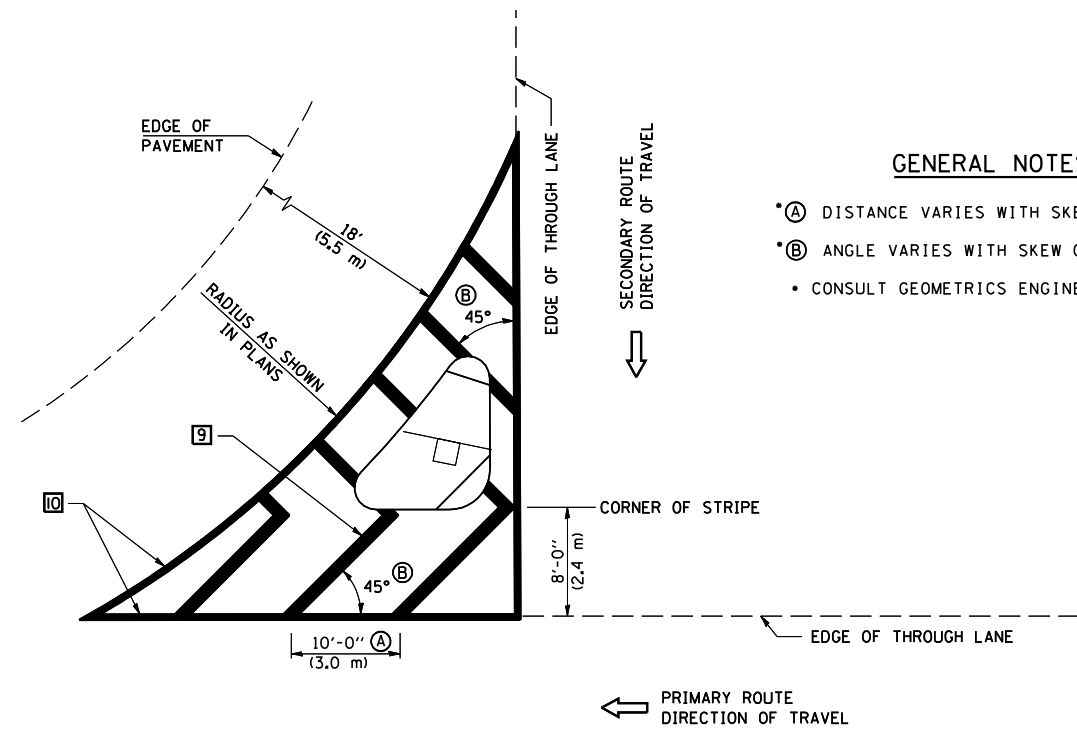 EDGE OF
PAVEMENT
18'
(5.5 m)
RADIUS AS SHOWN
IN PLANS
EDGE OF THROUGH LANE
SECONDARY ROUTE
DIRECTION OF TRAVEL
GENERAL NOTE
*Ⓐ DISTANCE VARIES WITH SKE
*Ⓑ ANGLE VARIES WITH SKEW
• CONSULT GEOMETRICS ENGINE
Ⓑ
45°
9
10
CORNER OF STRIPE
8'-0"
(2.4 m)
45° Ⓑ
10'-0" Ⓐ
(3.0 m)
EDGE OF THROUGH LANE
PRIMARY ROUTE
DIRECTION OF TRAVEL